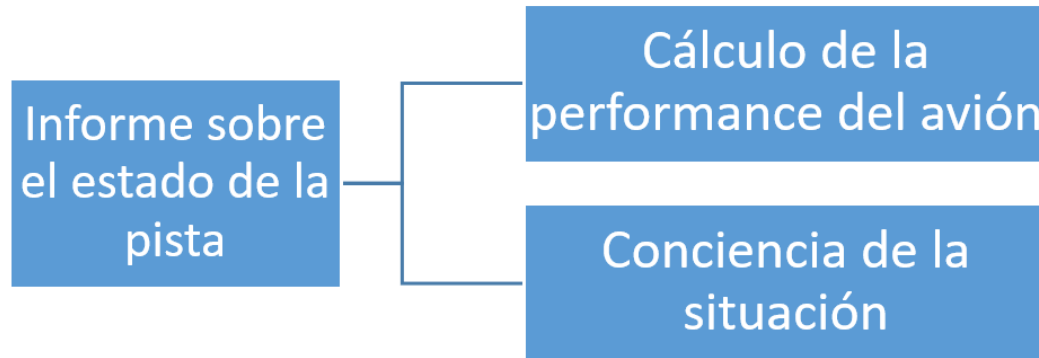 Informe sobre
el estado de la
pista
Cálculo de la
performance del avión
Conciencia de la
situación